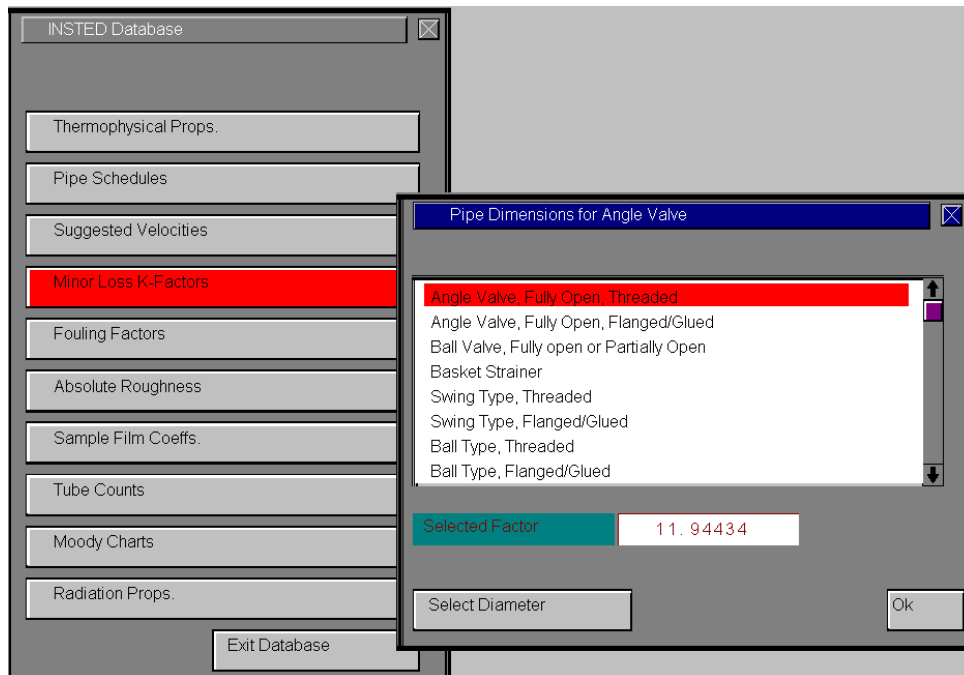 INSTED Database
Thermophysical Props.
Pipe Schedules
Suggested Velocities
Minor Loss K-Factors
Fouling Factors
Absolute Roughness
Sample Film Coeffs.
Tube Counts
Moody Charts
Radiation Props.
Exit Database
Pipe Dimensions for Angle Valve
Angle Valve, Fully Open, Threaded
Angle Valve, Fully Open, Flanged/Glued
Ball Valve, Fully open or Partially Open
Basket Strainer
Swing Type, Threaded
Swing Type, Flanged/Glued
Ball Type, Threaded
Ball Type, Flanged/Glued
Selected Factor 11.94434
Select Diameter Ok